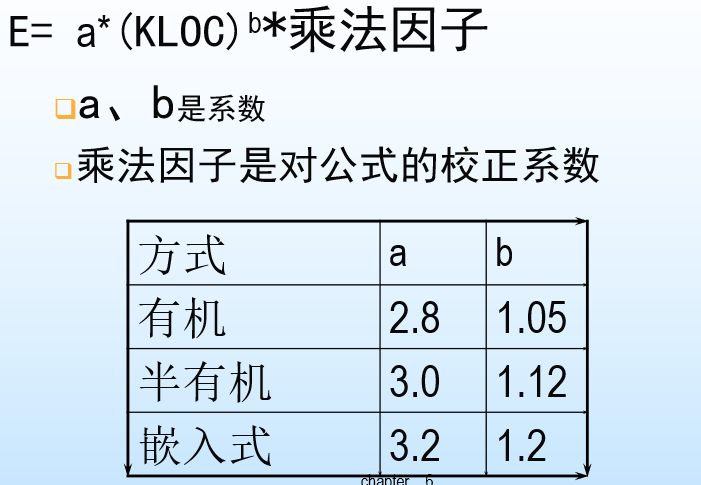 E= a*(KLOC)ᵇ*乘法因子
a、b是系数
乘法因子是对公式的校正系数
方式 a b
有机 2.8 1.05
半有机 3.0 1.12
嵌入式 3.2 1.2
chapter 6